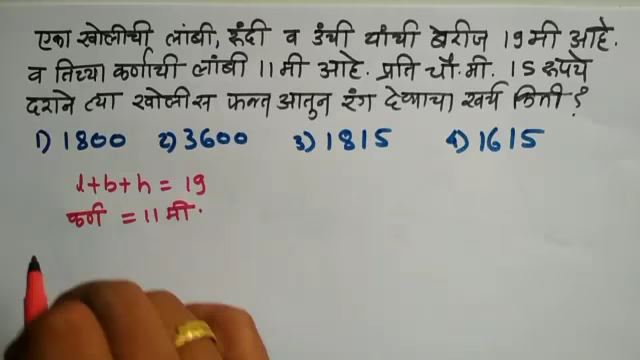 एका खोलीची लांबी, रुंदी व उंची यांची बेरीज 19 मी आहे.
व तिच्या कर्णाची लांबी 11 मी आहे. प्रति चौ. मी. 15 रुपये
दराने त्या खोलीस फक्त आतुन रंग देण्याचा खर्च किती ?
1) 1800 2) 3600 3) 1815 4) 1615
l+b+h = 19
कर्ण = 11 मी.